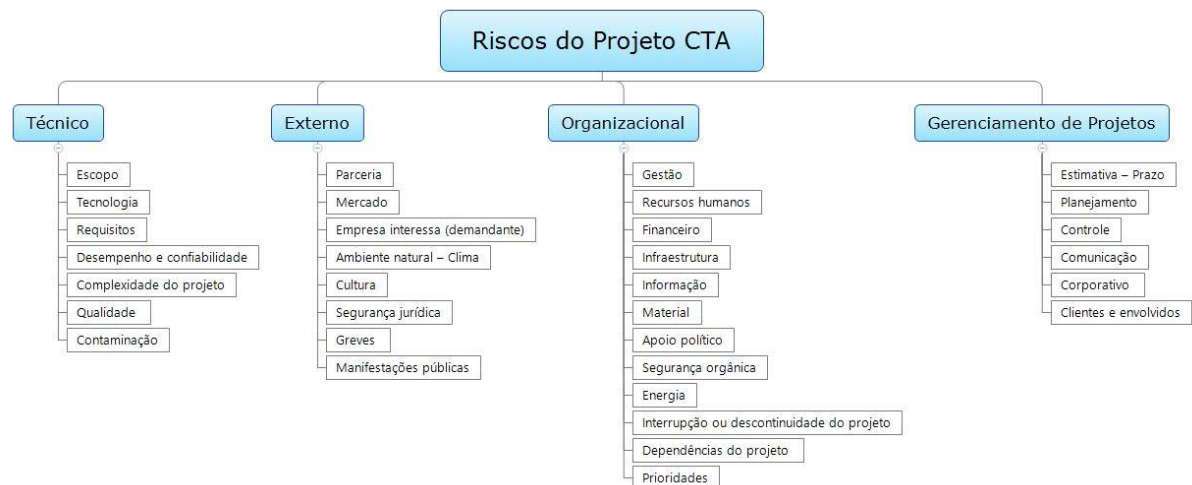 Riscos do Projeto CTA
Técnico
Escopo
Tecnologia
Requisitos
Desempenho e confiabilidade
Complexidade do projeto
Qualidade
Contaminação
Externo
Parceria
Mercado
Empresa interessa (demandante)
Ambiente natural – Clima
Cultura
Segurança jurídica
Greves
Manifestações públicas
Organizacional
Gestão
Recursos humanos
Financeiro
Infraestrutura
Informação
Material
Apoio político
Segurança orgânica
Energia
Interrupção ou descontinuidade do projeto
Dependências do projeto
Prioridades
Gerenciamento de Projetos
Estimativa – Prazo
Planejamento
Controle
Comunicação
Corporativo
Clientes e envolvidos